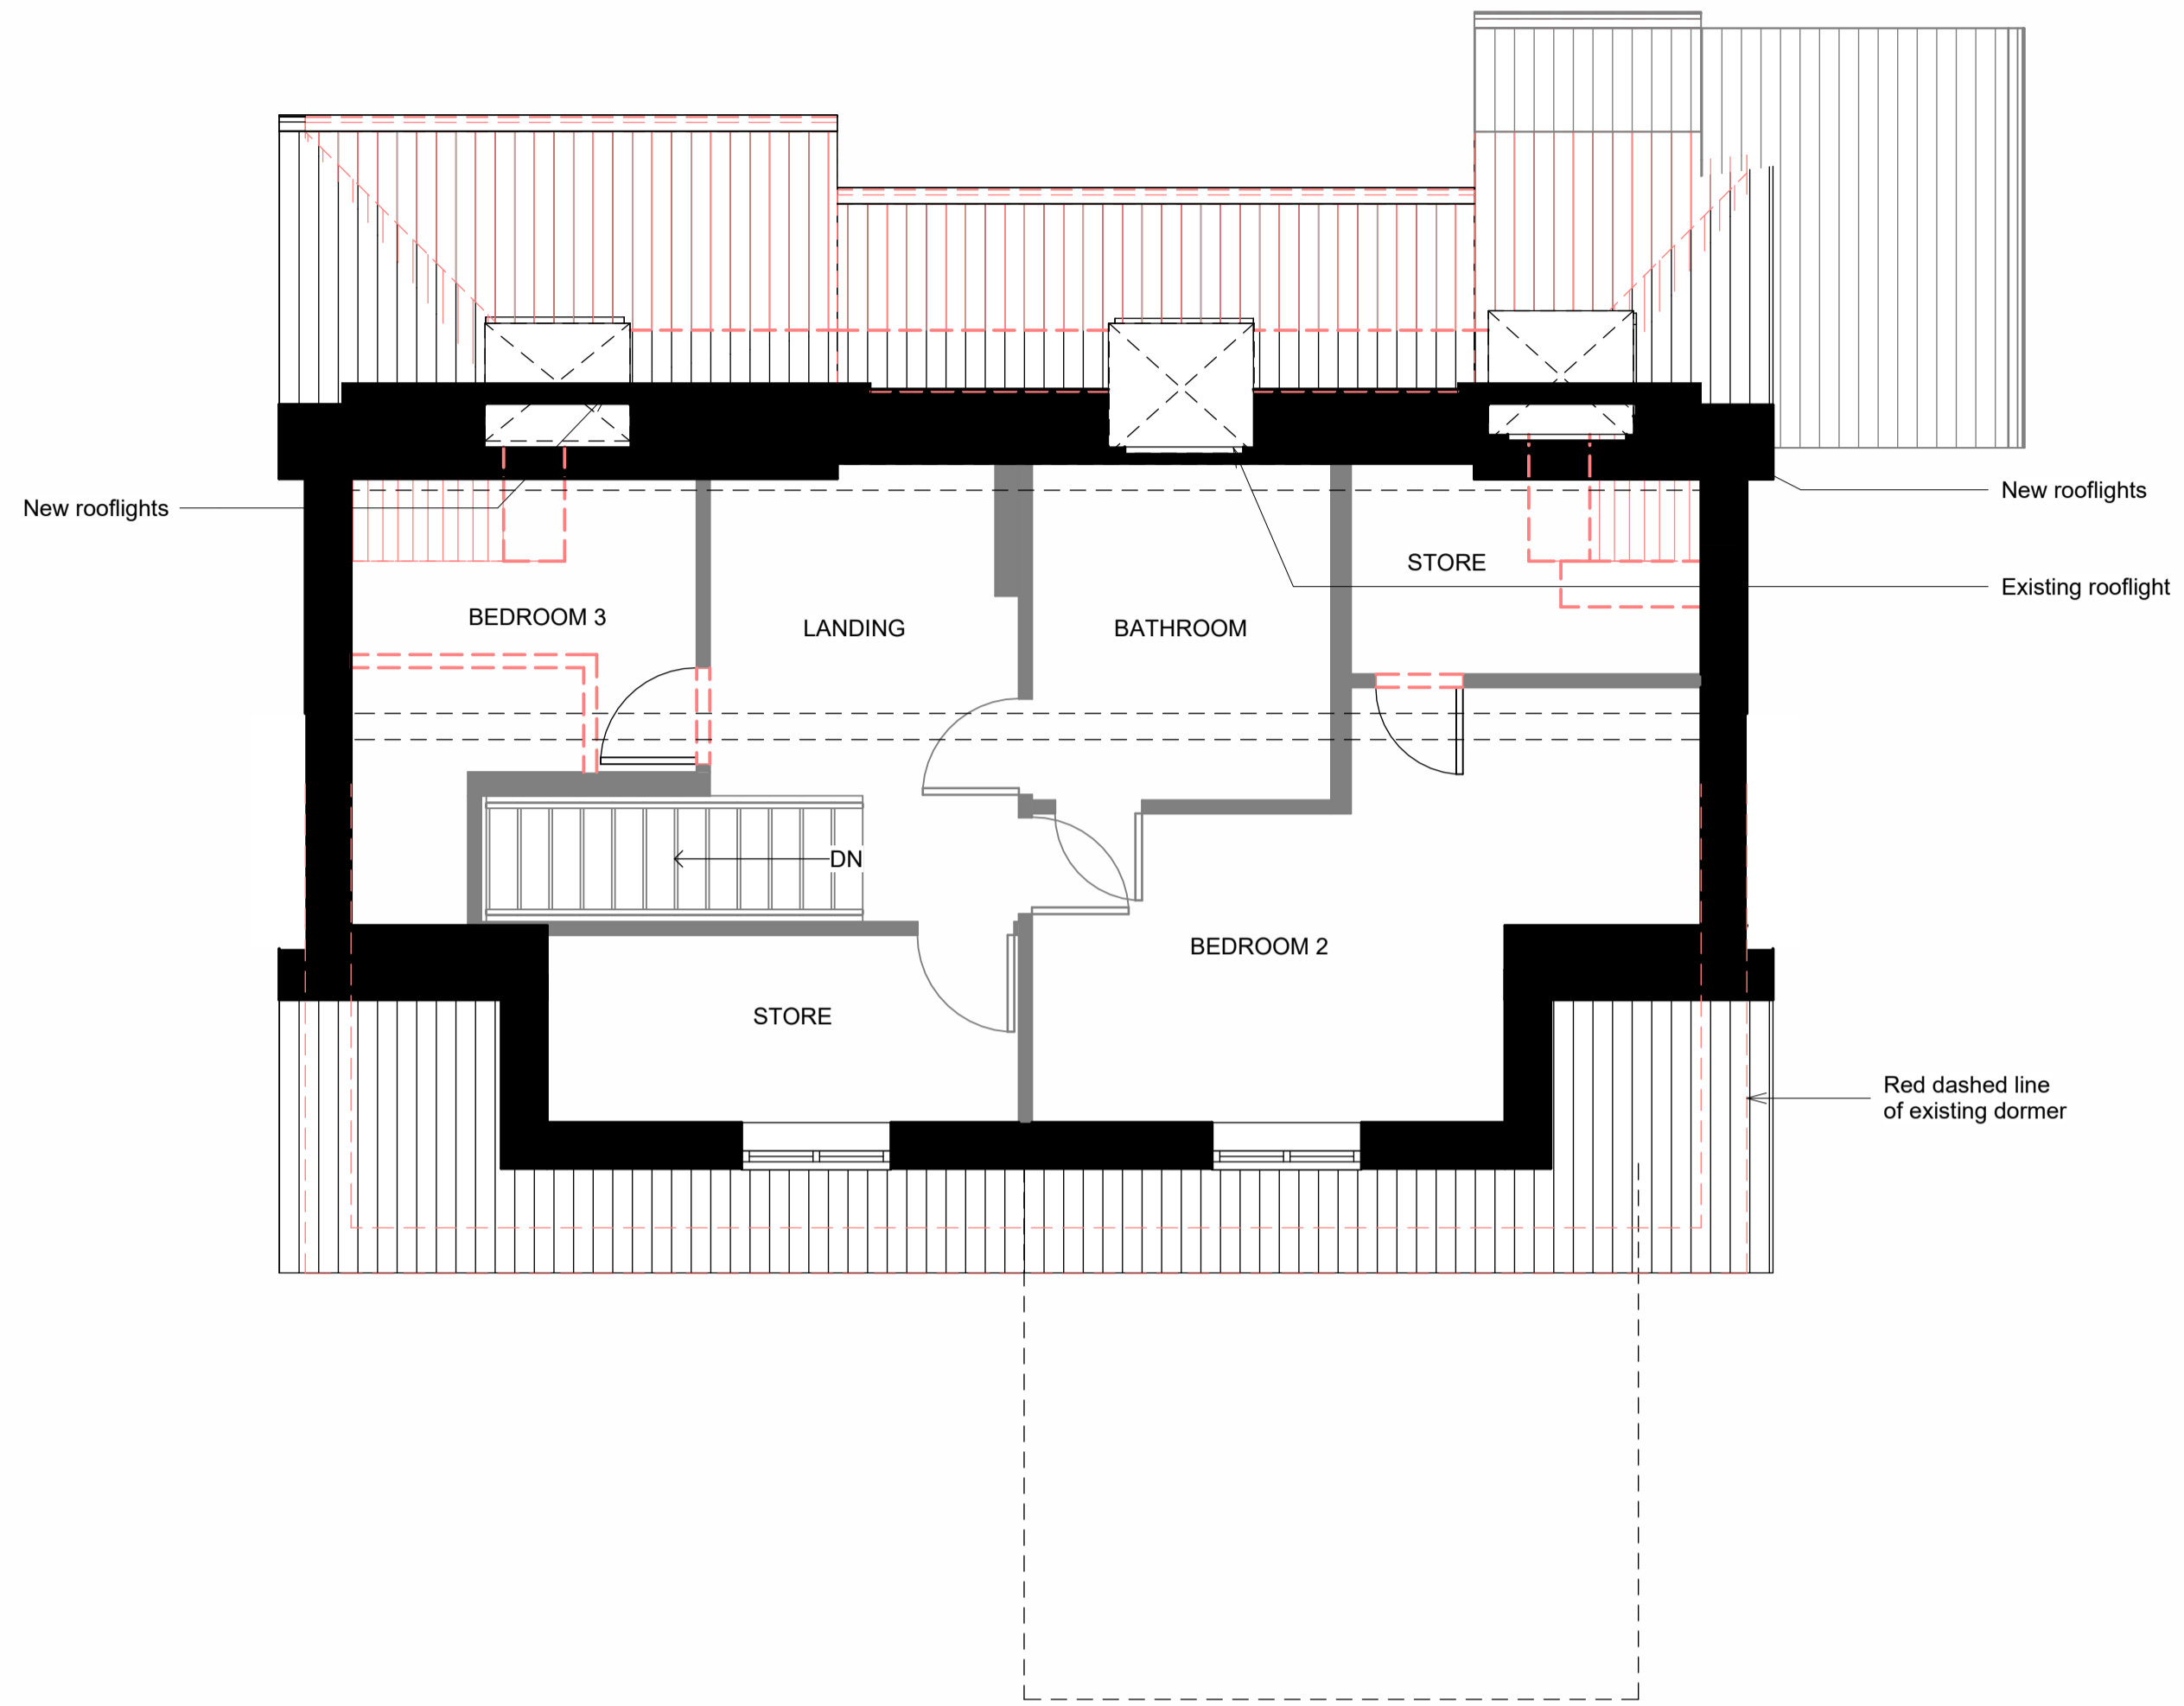 New rooflights
New rooflights
STORE
Existing rooflight
BEDROOM 3
LANDING
BATHROOM
DN
BEDROOM 2
STORE
Red dashed line
of existing dormer